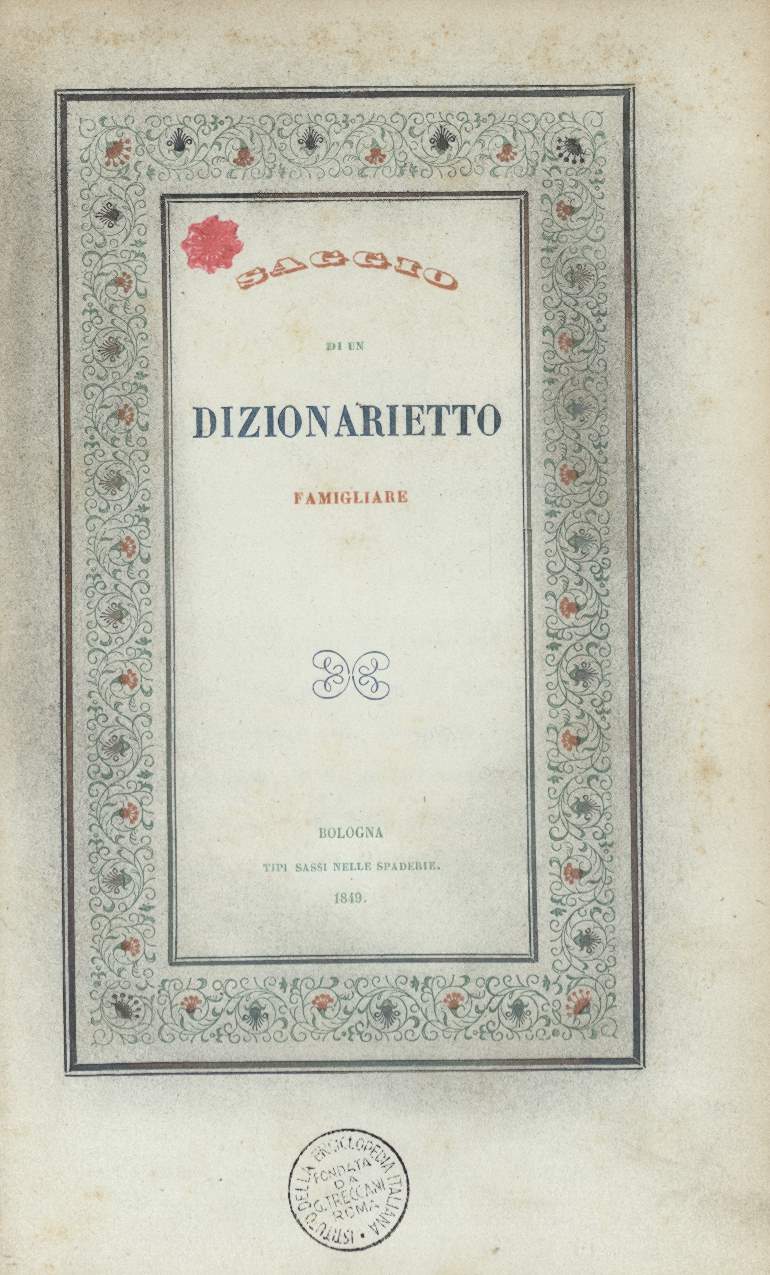 SAGGIO
DI UN
DIZIONARIETTO
FAMIGLIARE
BOLOGNA
TIPI SASSI NELLE SPADERIE.
1849.
ISTITUTO DELLA ENCICLOPEDIA ITALIANA
FONDATA
DA
G. TRECCANI
ROMA